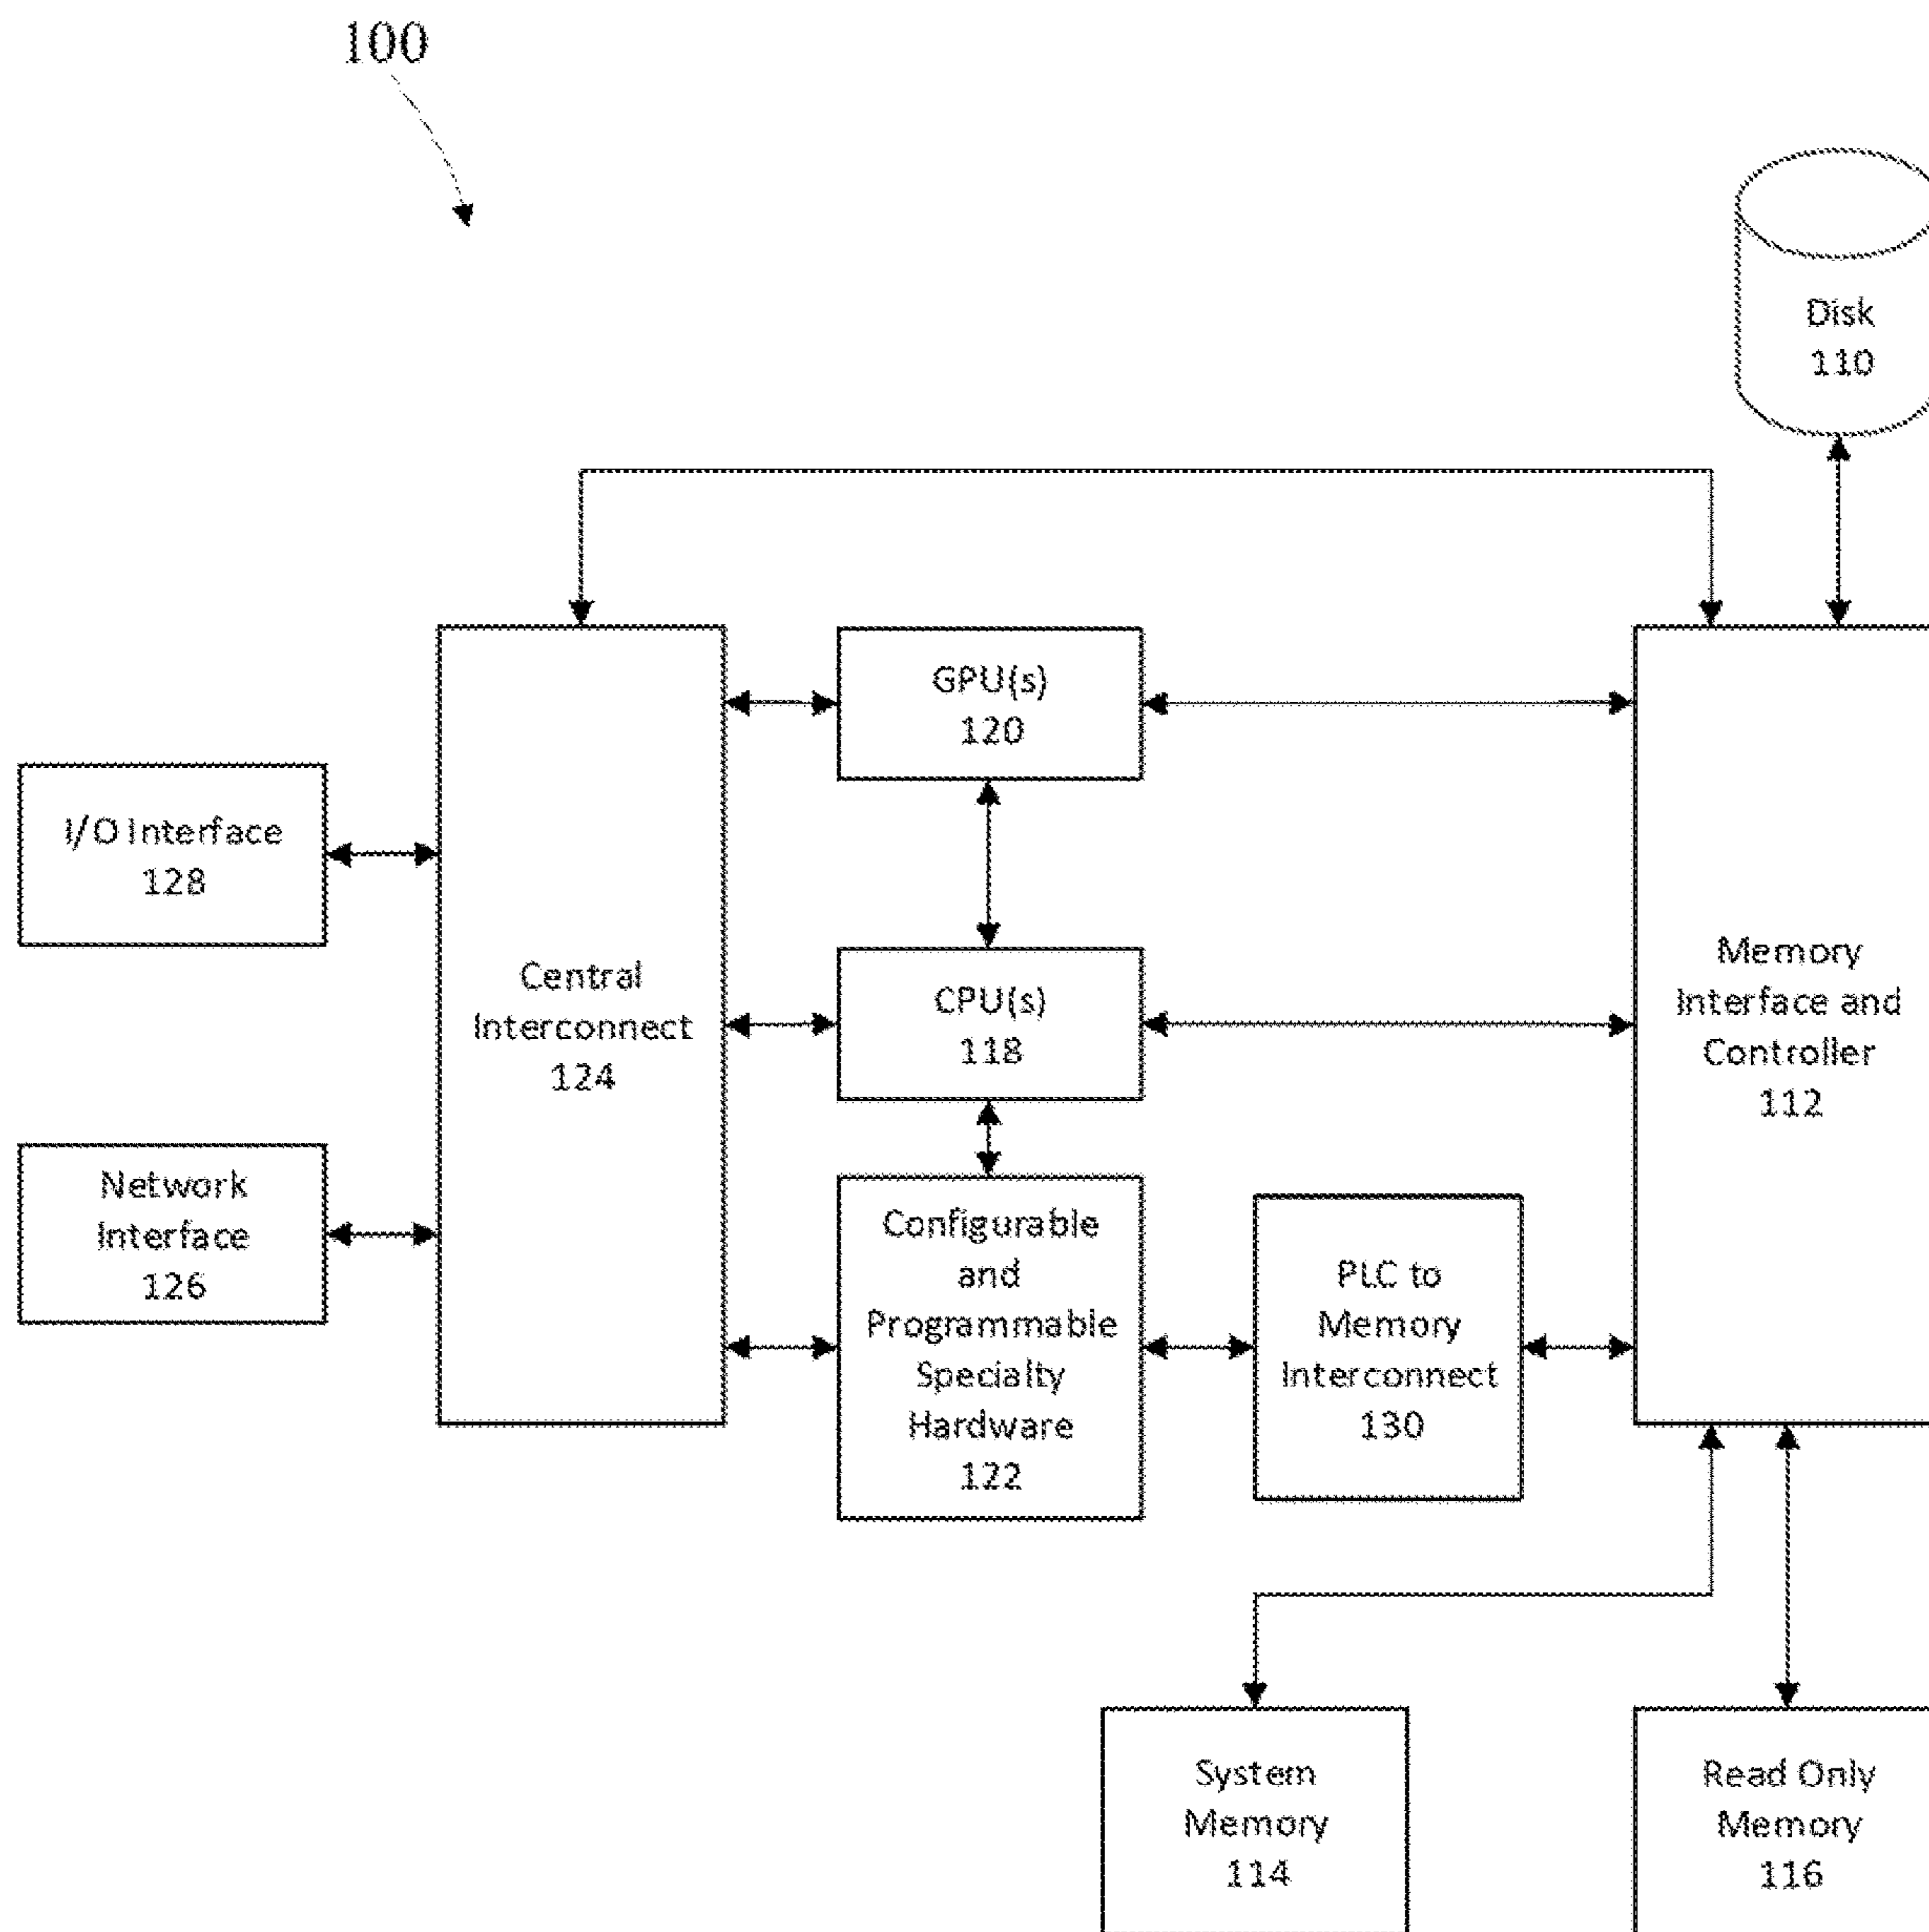 100
Disk
110
GPU(s)
120
I/O Interface
128
Central
Interconnect
124
CPU(s)
118
Memory
Interface and
Controller
112
Network
Interface
126
Configurable
and
Programmable
Specialty
Hardware
122
PLC to
Memory
Interconnect
130
System
Memory
114
Read Only
Memory
116